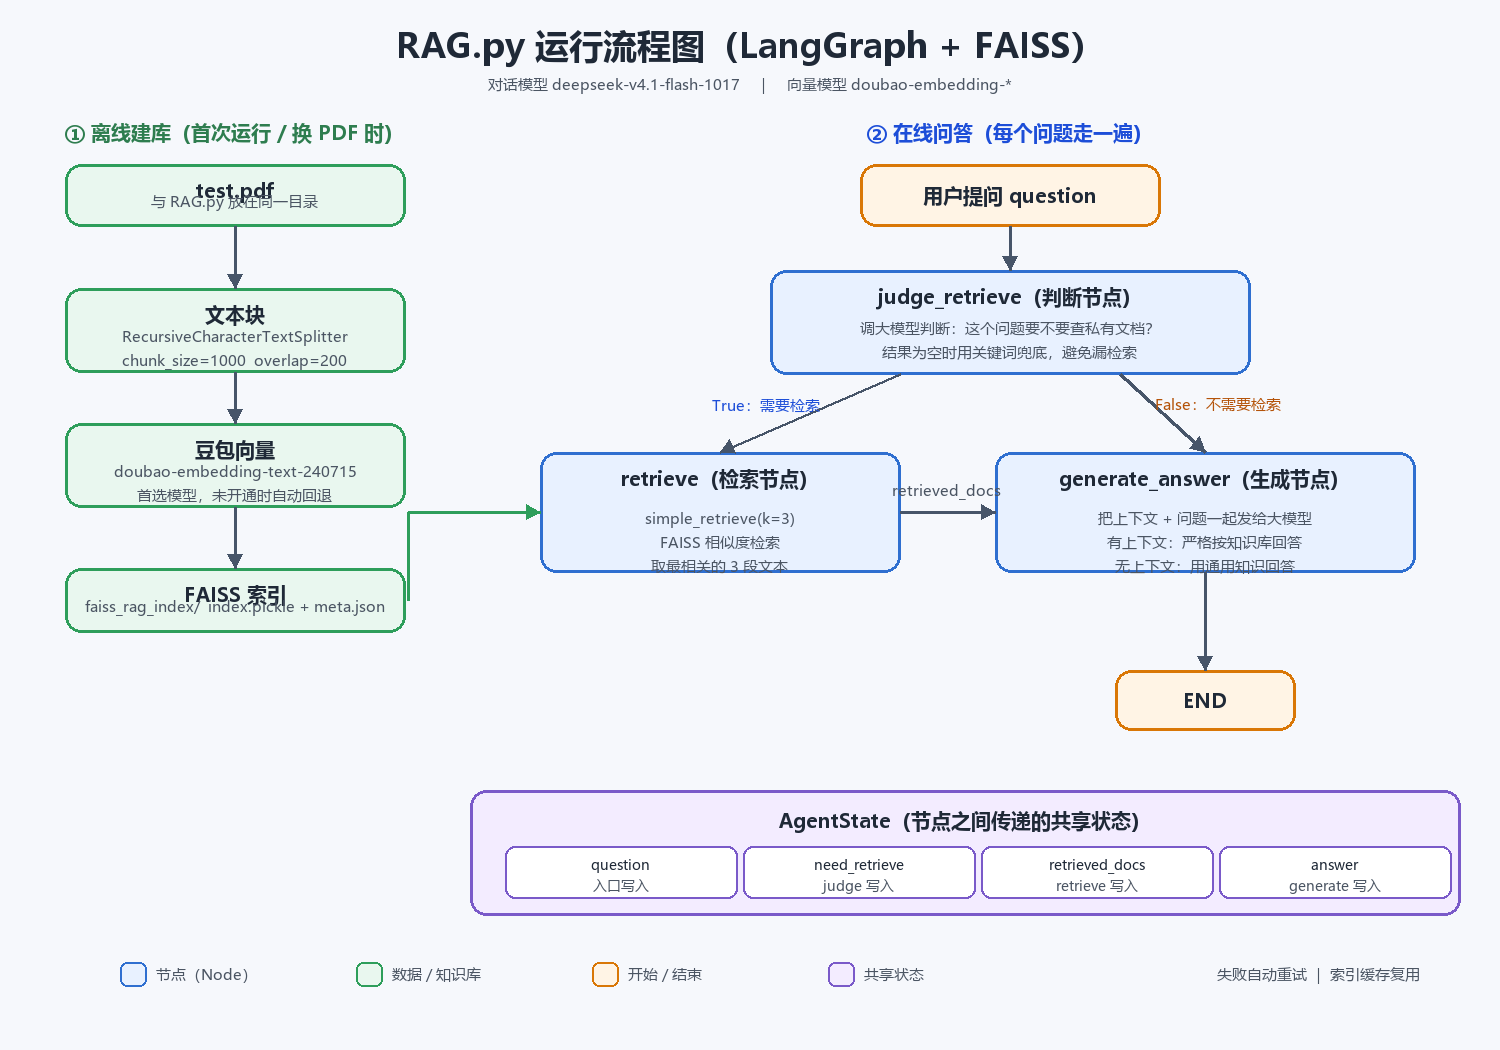 RAG.py 运行流程图（LangGraph + FAISS）
对话模型 deepseek-v4.1-flash-1017 | 向量模型 doubao-embedding-*
① 离线建库（首次运行 / 换 PDF 时）
test.pdf
与 RAG.py 放在同一目录
文本块
RecursiveCharacterTextSplitter
chunk_size=1000 overlap=200
豆包向量
doubao-embedding-text-240715
首选模型，未开通时自动回退
FAISS 索引
faiss_rag_index/ index.pickle + meta.json
② 在线问答（每个问题走一遍）
用户提问 question
judge_retrieve（判断节点）
调大模型判断：这个问题要不要查私有文档？
结果为空时用关键词兜底，避免漏检索
True：需要检索
False：不需要检索
retrieve（检索节点）
simple_retrieve(k=3)
FAISS 相似度检索
取最相关的 3 段文本
retrieved_docs
generate_answer（生成节点）
把上下文 + 问题一起发给大模型
有上下文：严格按知识库回答
无上下文：用通用知识回答
END
AgentState（节点之间传递的共享状态）
question
入口写入
need_retrieve
judge 写入
retrieved_docs
retrieve 写入
answer
generate 写入
节点（Node）
数据 / 知识库
开始 / 结束
共享状态
失败自动重试 | 索引缓存复用